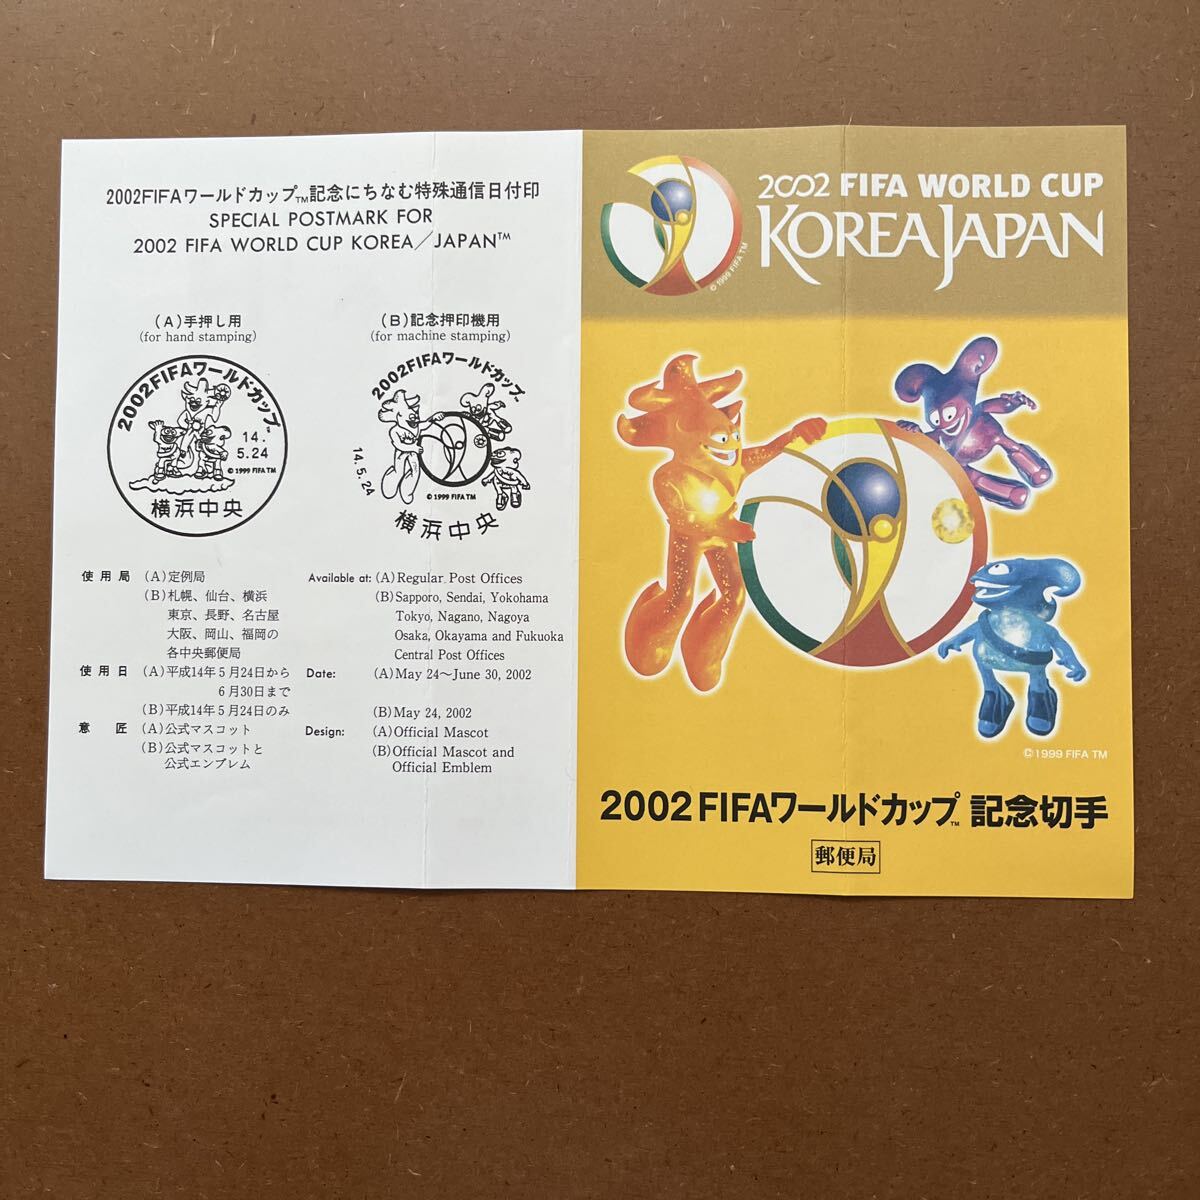 2002FIFAワールドカップ™記念にちなむ特殊通信日付印
SPECIAL POSTMARK FOR
2002 FIFA WORLD CUP KOREA／JAPAN™
(A)手押し用
(for hand stamping)
2002FIFAワールドカップ™
14.
5.24
©1999 FIFA TM
横浜中央
(B)記念押印機用
(for machine stamping)
2002FIFAワールドカップ™
14.5.24
©1999 FIFA TM
横浜中央
使用局 (A)定例局
(B)札幌、仙台、横浜
東京、長野、名古屋
大阪、岡山、福岡の
各中央郵便局
使用日 (A)平成14年5月24日から
6月30日まで
(B)平成14年5月24日のみ
意匠 (A)公式マスコット
(B)公式マスコットと
公式エンブレム
Available at: (A)Regular Post Offices
(B)Sapporo, Sendai, Yokohama
Tokyo, Nagano, Nagoya
Osaka, Okayama and Fukuoka
Central Post Offices
Date: (A)May 24～June 30, 2002
(B)May 24, 2002
Design: (A)Official Mascot
(B)Official Mascot and
Official Emblem
©1999 FIFA TM
2002 FIFA WORLD CUP
KOREAJAPAN
©1999 FIFA TM
2002 FIFAワールドカップ™ 記念切手
郵便局